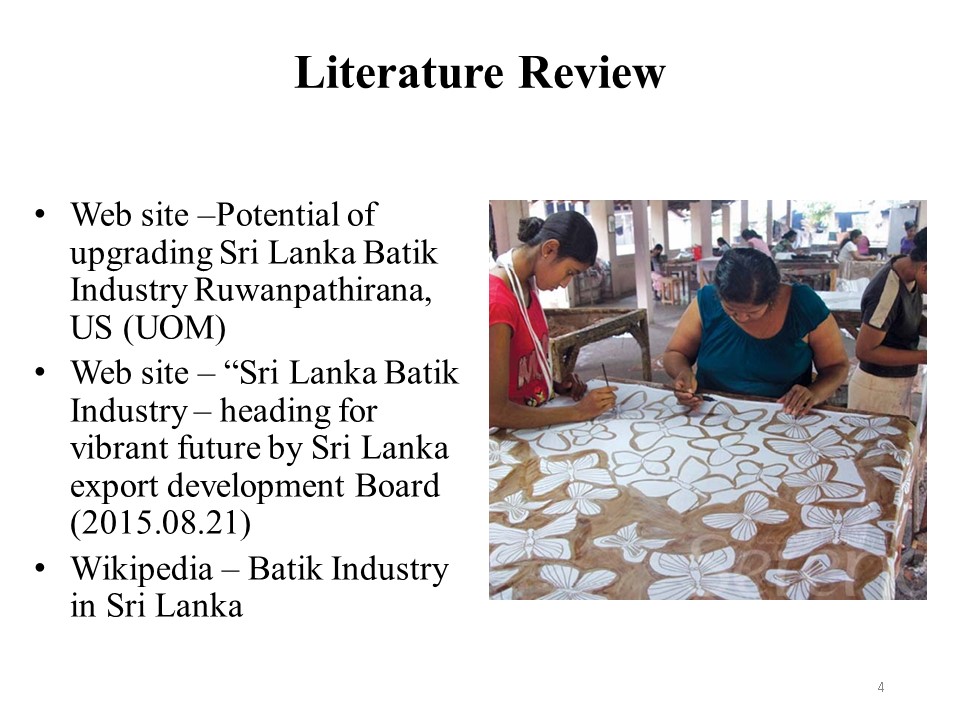 Literature Review
• Web site –Potential of
upgrading Sri Lanka Batik
Industry Ruwanpathirana,
US (UOM)
• Web site – “Sri Lanka Batik
Industry – heading for
vibrant future by Sri Lanka
export development Board
(2015.08.21)
• Wikipedia – Batik Industry
in Sri Lanka
4